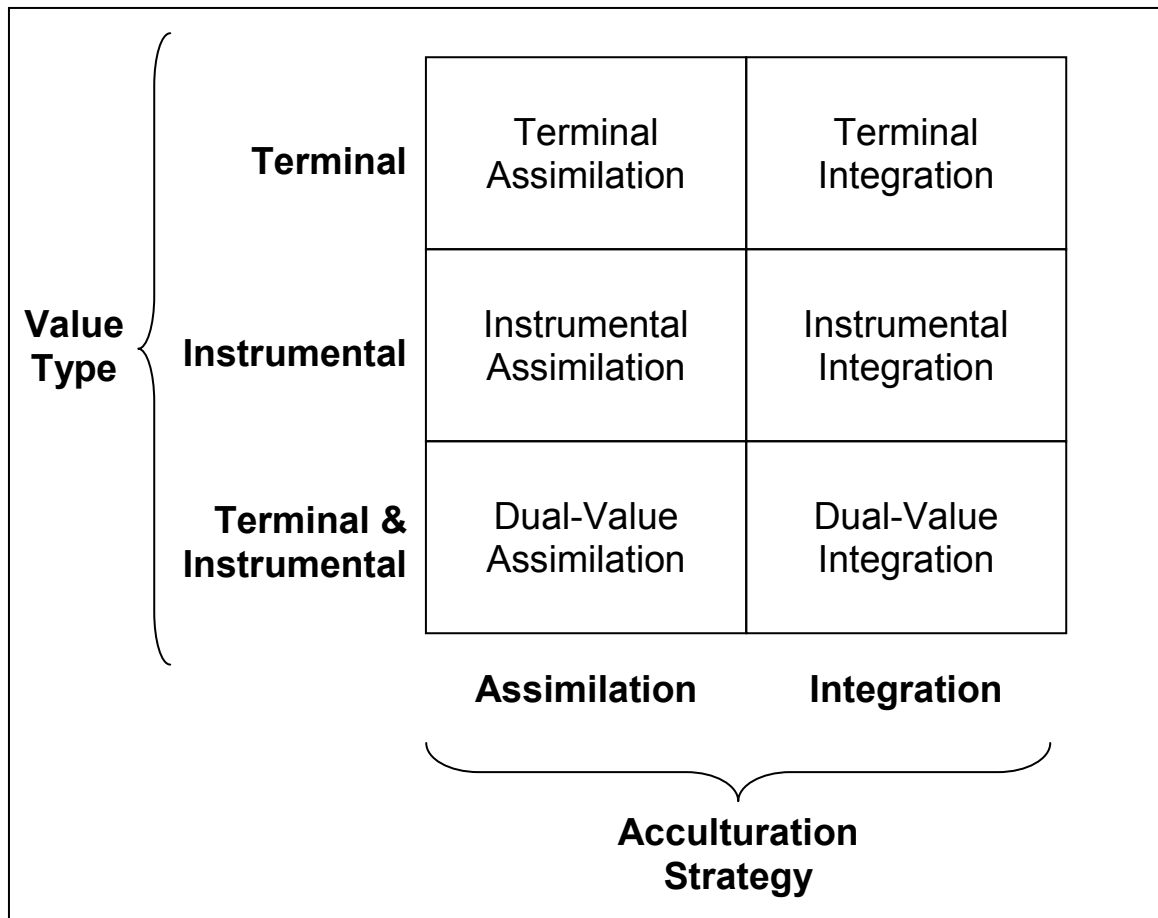 Terminal
Terminal
Assimilation
Terminal
Integration
Value
Type
Instrumental
Instrumental
Assimilation
Instrumental
Integration
Terminal &
Instrumental
Dual-Value
Assimilation
Dual-Value
Integration
Assimilation
Integration
Acculturation
Strategy